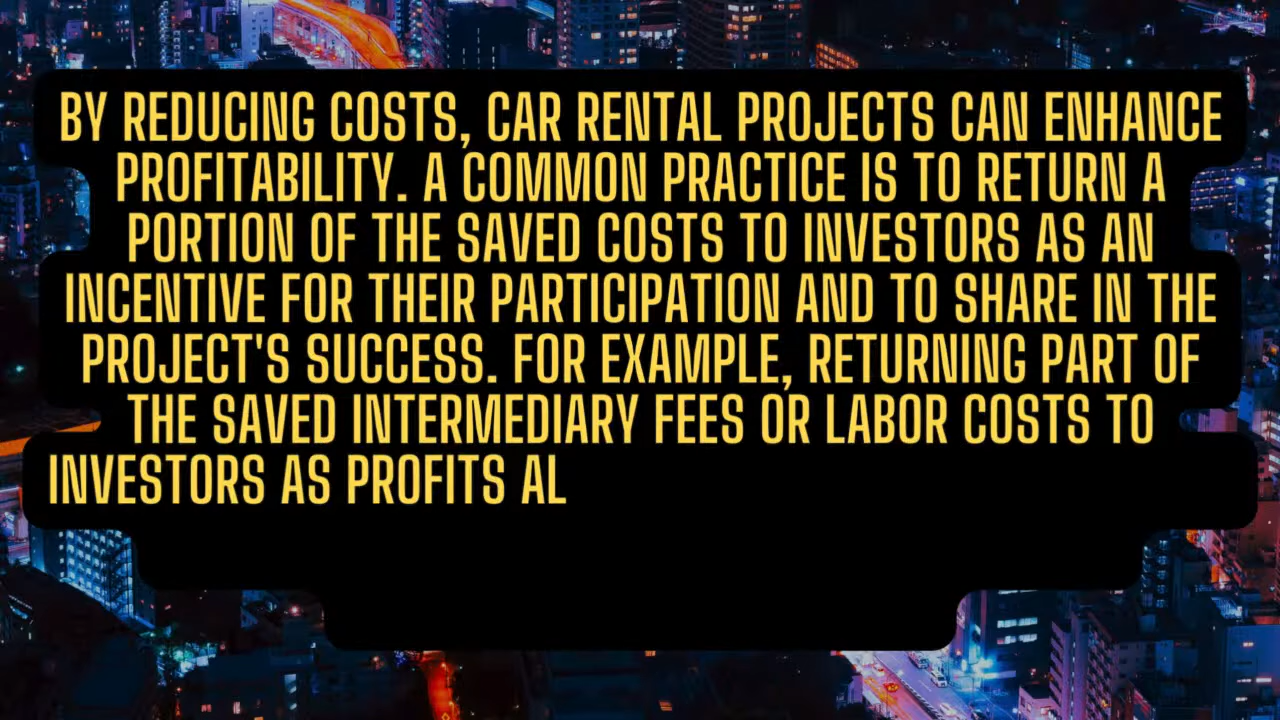 BY REDUCING COSTS, CAR RENTAL PROJECTS CAN ENHANCE
PROFITABILITY. A COMMON PRACTICE IS TO RETURN A
PORTION OF THE SAVED COSTS TO INVESTORS AS AN
INCENTIVE FOR THEIR PARTICIPATION AND TO SHARE IN THE
PROJECT'S SUCCESS. FOR EXAMPLE, RETURNING PART OF
THE SAVED INTERMEDIARY FEES OR LABOR COSTS TO
INVESTORS AS PROFITS AL